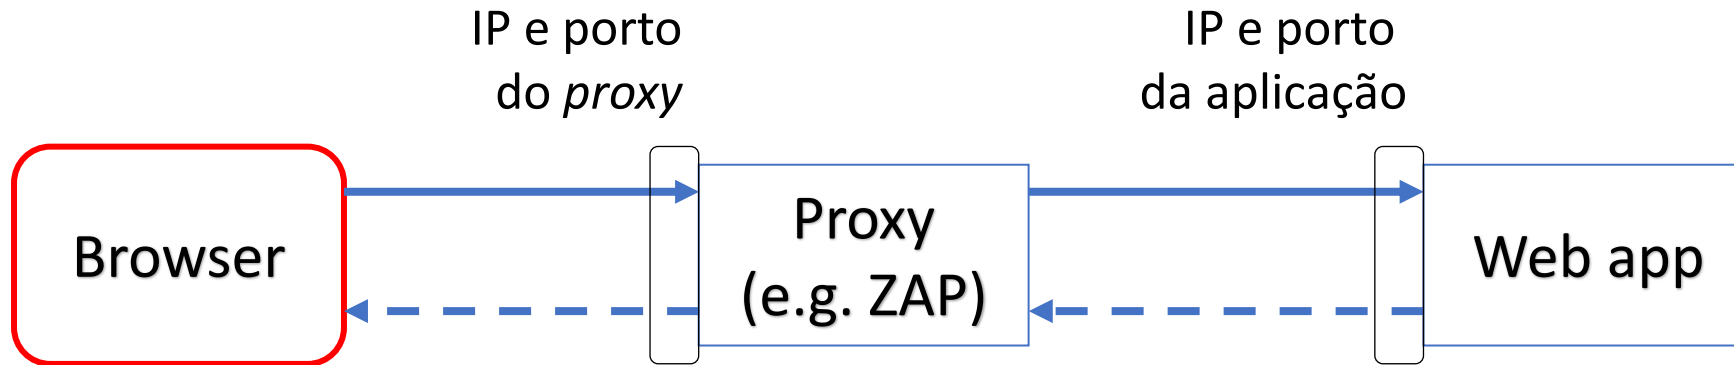 IP e porto
do proxy
IP e porto
da aplicação
Browser
Proxy
(e.g. ZAP)
Web app